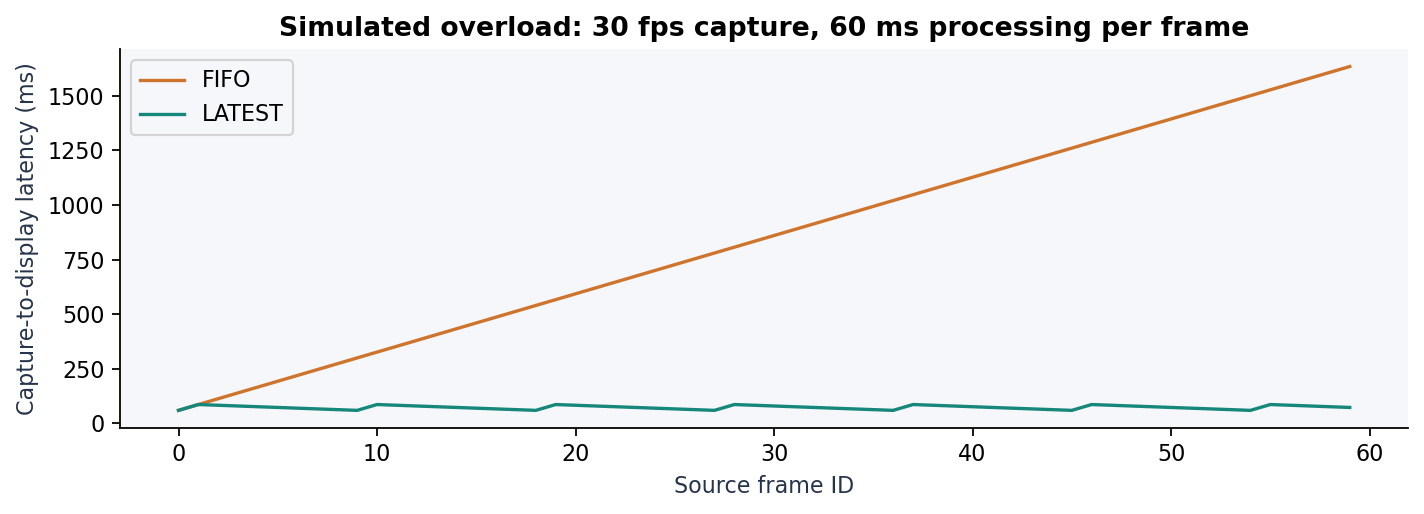 Simulated overload: 30 fps capture, 60 ms processing per frame
FIFO
LATEST
Capture-to-display latency (ms)
1500
1250
1000
750
500
250
0
0 10 20 30 40 50 60
Source frame ID